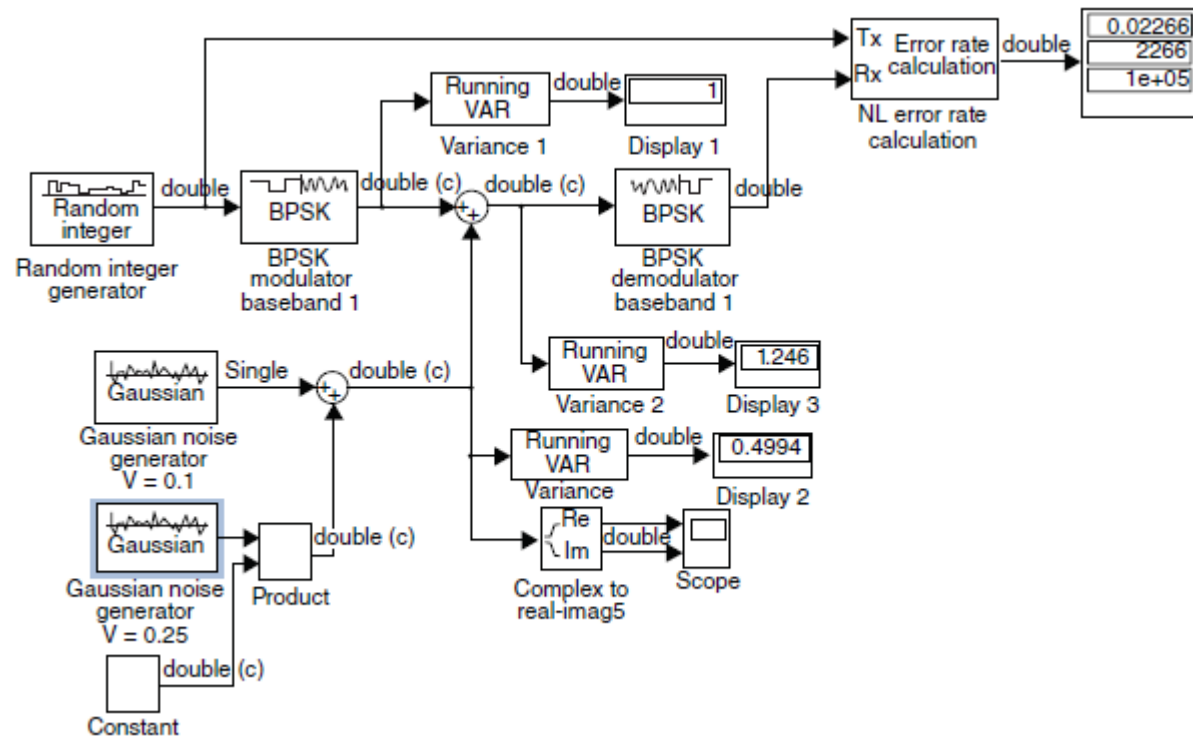 Tx
Rx
Error rate
calculation
double
0.02266
2266
1e+05
NL error rate
calculation
Running
VAR
double
1
Variance 1
Display 1
Random
integer
double
Random integer
generator
BPSK
double (c)
BPSK
modulator
baseband 1
+
+
double (c)
BPSK
double
BPSK
demodulator
baseband 1
Running
VAR
double
1.246
Variance 2
Display 3
Gaussian
Single
Gaussian noise
generator
V = 0.1
+
+
double (c)
Running
VAR
double
0.4994
Variance
Display 2
Gaussian
Gaussian noise
generator
V = 0.25
double (c)
Product
Re
Im
double
Complex to
real-imag5
Scope
double (c)
Constant